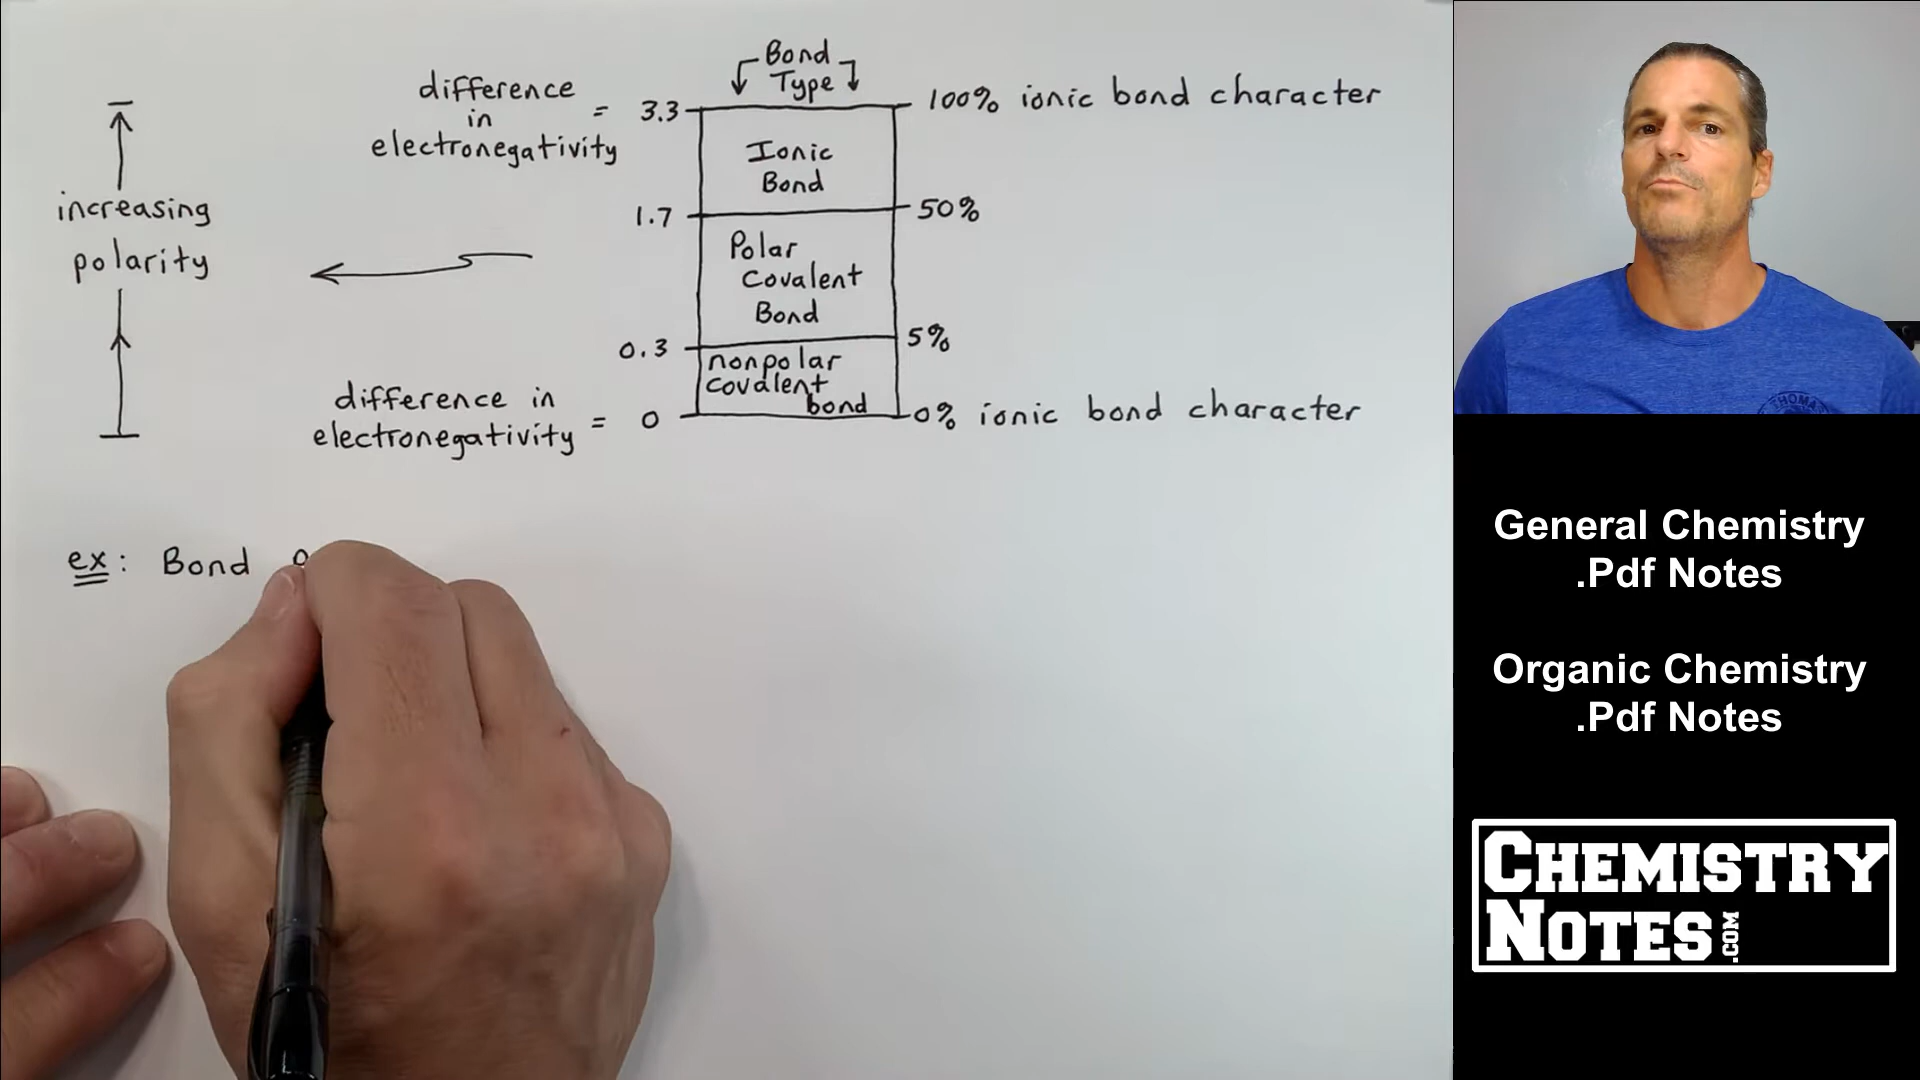 Bond
Type
difference
in
electronegativity
= 3.3
100% ionic bond character
Ionic
Bond
1.7
50%
increasing
polarity
Polar
Covalent
Bond
0.3
5%
nonpolar
covalent
bond
difference in
electronegativity
= 0
0% ionic bond character
ex: Bond
THOMA
General Chemistry
.Pdf Notes
Organic Chemistry
.Pdf Notes
CHEMISTRY
NOTES.COM